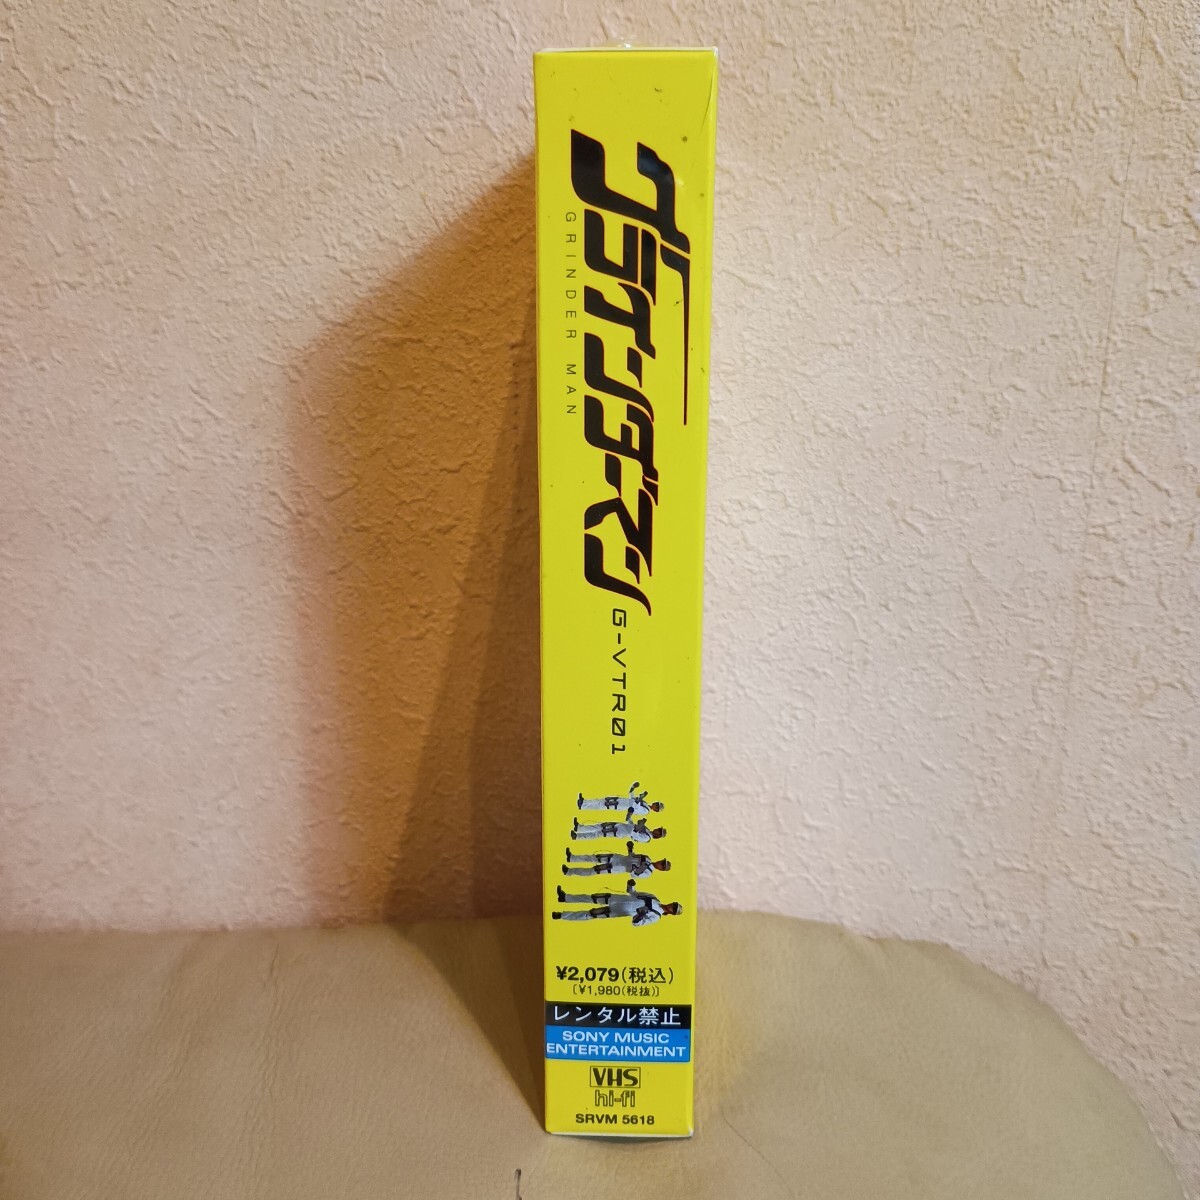 グラインダーマン
GRINDER MAN
G-VTR01
¥2,079(税込)
〔¥1,980(税抜)〕
レンタル禁止
SONY MUSIC
ENTERTAINMENT
VHS
hi-fi
SRVM 5618